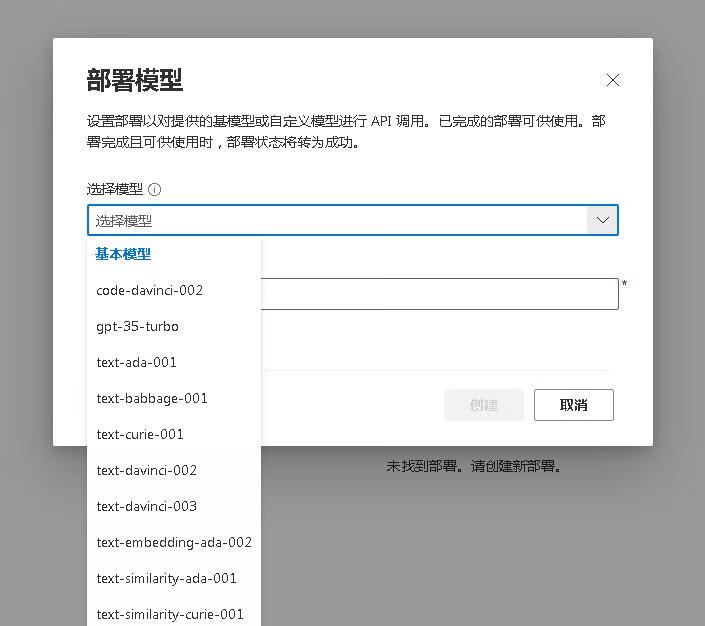 部署模型
设置部署以对提供的基模型或自定义模型进行 API 调用。已完成的部署可供使用。部
署完成且可供使用时，部署状态将转为成功。
选择模型
选择模型
基本模型
code-davinci-002
*
gpt-35-turbo
text-ada-001
text-babbage-001
创建
取消
text-curie-001
未找到部署。请创建新部署。
text-davinci-002
text-davinci-003
text-embedding-ada-002
text-similarity-ada-001
text-similarity-curie-001